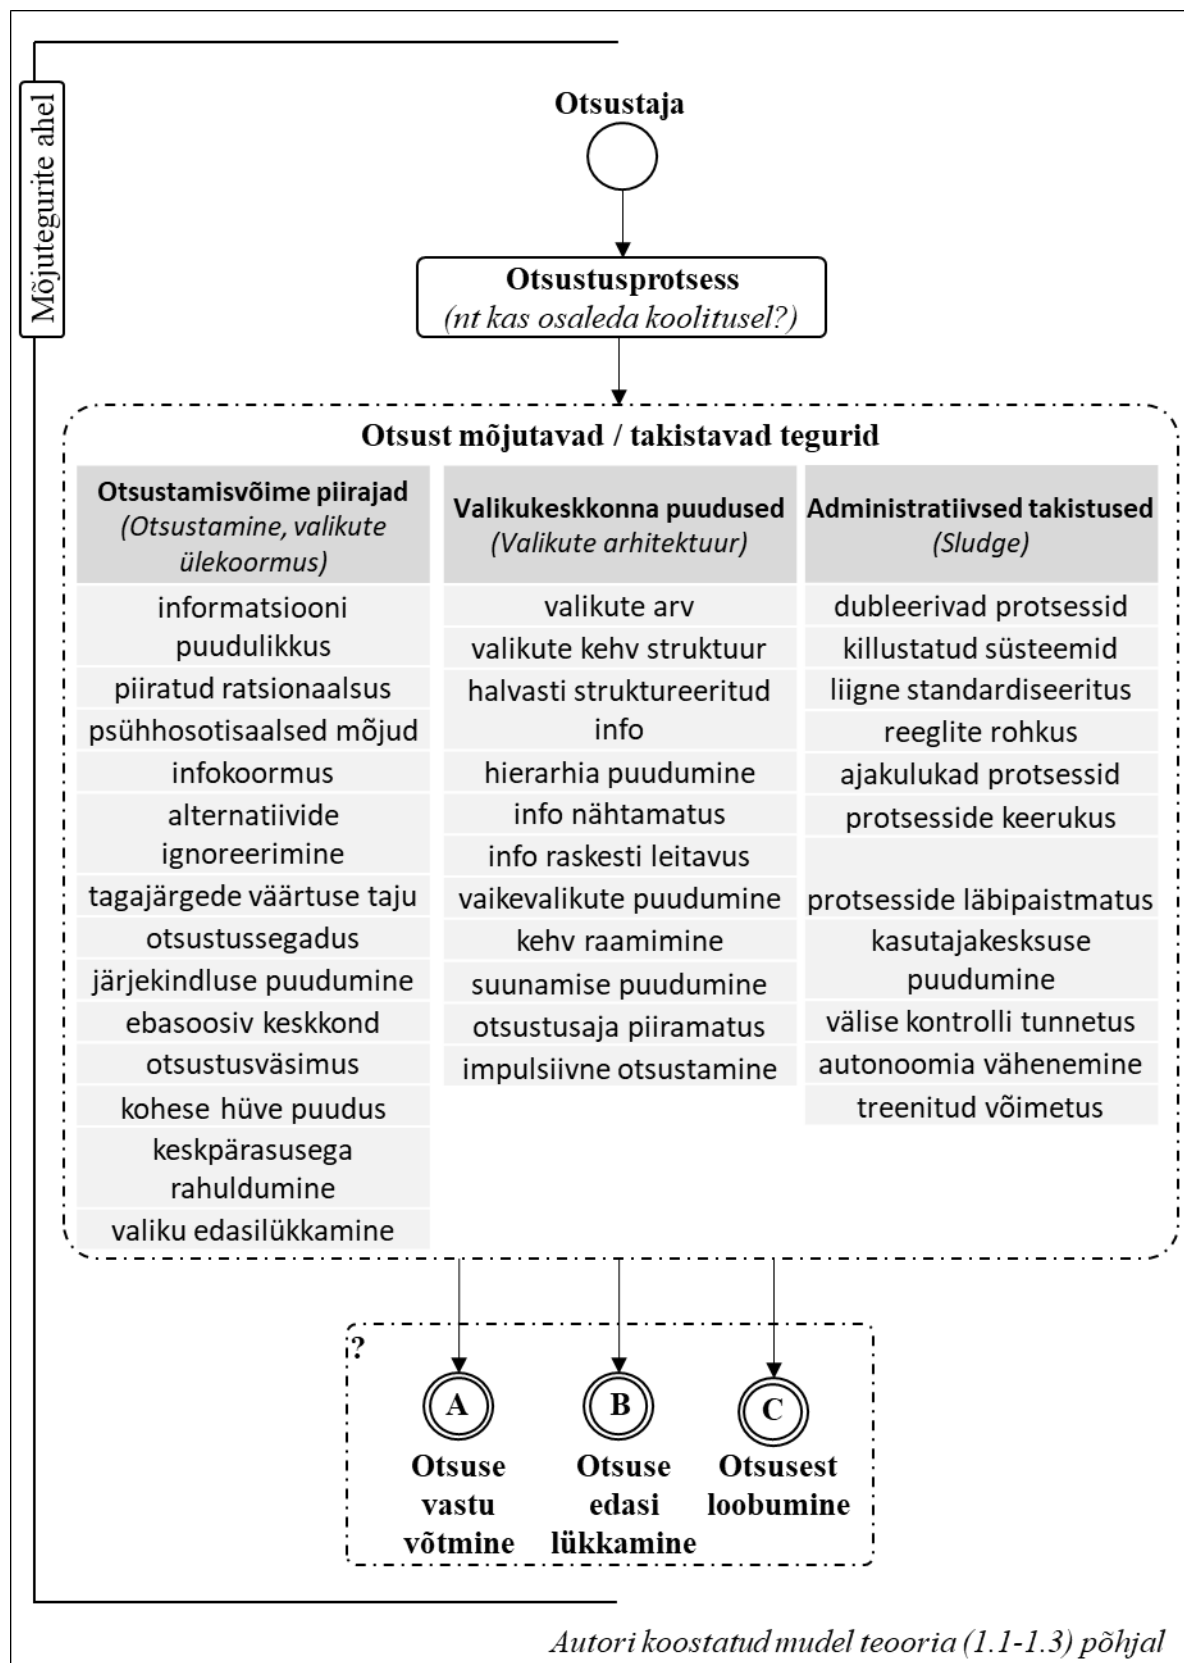 Mõjutegurite ahel
Otsustaja
Otsustusprotsess
(nt kas osaleda koolitusel?)
Otsust mõjutavad / takistavad tegurid
Otsustamisvõime piirajad
(Otsustamine, valikute
ülekoormus)
informatsiooni
puudulikkus
piiratud ratsionaalsus
psühhosotisaalsed mõjud
infokoormus
alternatiivide
ignoreerimine
tagajärgede väärtuse taju
otsustussegadus
järjekindluse puudumine
ebasoosiv keskkond
otsustusväsimus
kohese hüve puudus
keskpärasusega
rahuldumine
valiku edasilükkamine
Valikukeskkonna puudused
(Valikute arhitektuur)
valikute arv
valikute kehv struktuur
halvasti struktureeritud
info
hierarhia puudumine
info nähtamatus
info raskesti leitavus
vaikevalikute puudumine
kehv raamimine
suunamise puudumine
otsustusaja piiramatus
impulsiivne otsustamine
Administratiivsed takistused
(Sludge)
dubleerivad protsessid
killustatud süsteemid
liigne standardiseeritus
reeglite rohkus
ajakulukad protsessid
protsesside keerukus
protsesside läbipaistmatus
kasutajakesksuse
puudumine
välise kontrolli tunnetus
autonoomia vähenemine
treenitud võimetus
?
A
Otsuse
vastu
võtmine
B
Otsuse
edasi
lükkamine
C
Otsusest
loobumine
Autori koostatud mudel teooria (1.1-1.3) põhjal